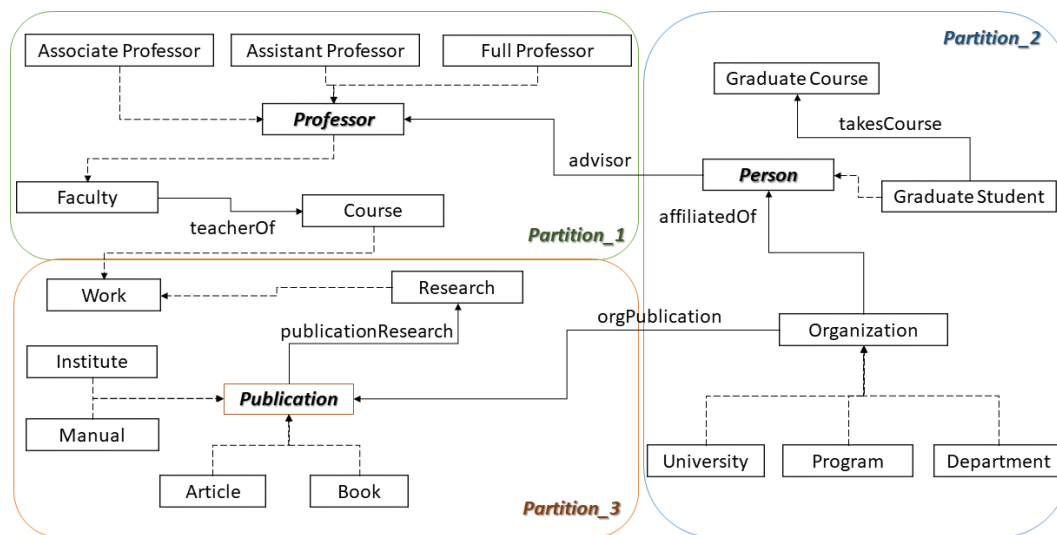 Associate Professor
Assistant Professor
Full Professor
Partition_2
Graduate Course
Professor
takesCourse
advisor
Person
Faculty
Graduate Student
Course
affiliatedOf
teacherOf
Partition_1
Work
Research
orgPublication
publicationResearch
Organization
Institute
Publication
Manual
University
Program
Department
Article
Book
Partition_3